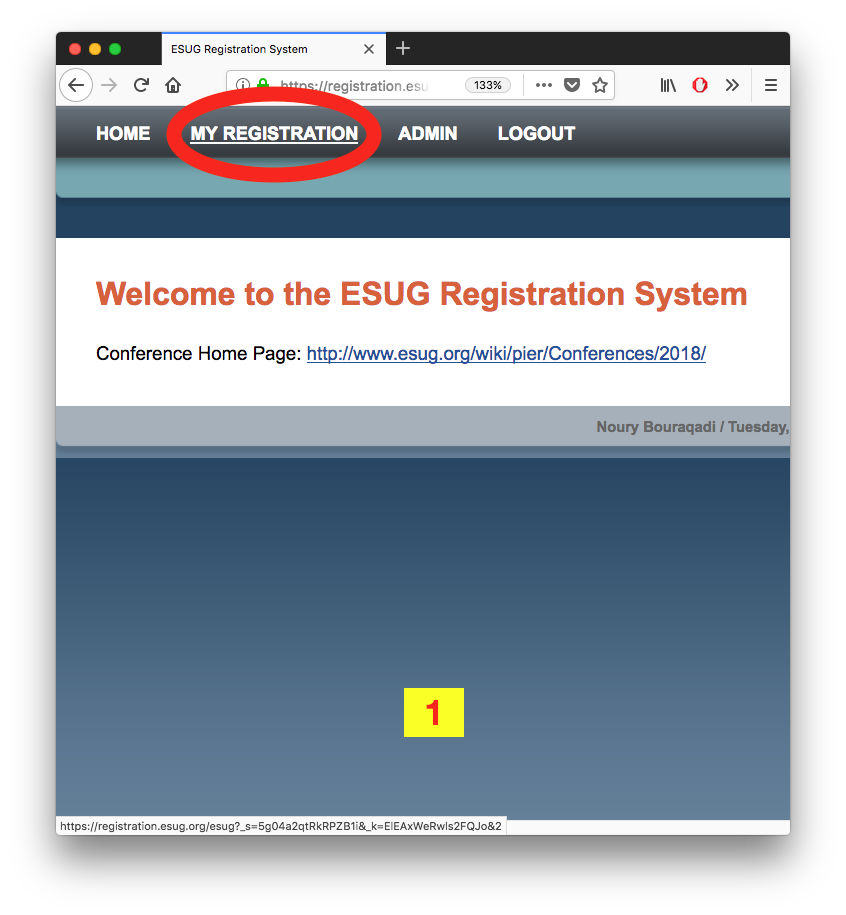 ESUG Registration System
https://registration.esu
133%
HOME MY REGISTRATION ADMIN LOGOUT
Welcome to the ESUG Registration System
Conference Home Page: http://www.esug.org/wiki/pier/Conferences/2018/
Noury Bouraqadi / Tuesday,
1
https://registration.esug.org/esug?_s=5g04a2qtRkRPZB1i&_k=ElEAxWeRwls2FQJo&2